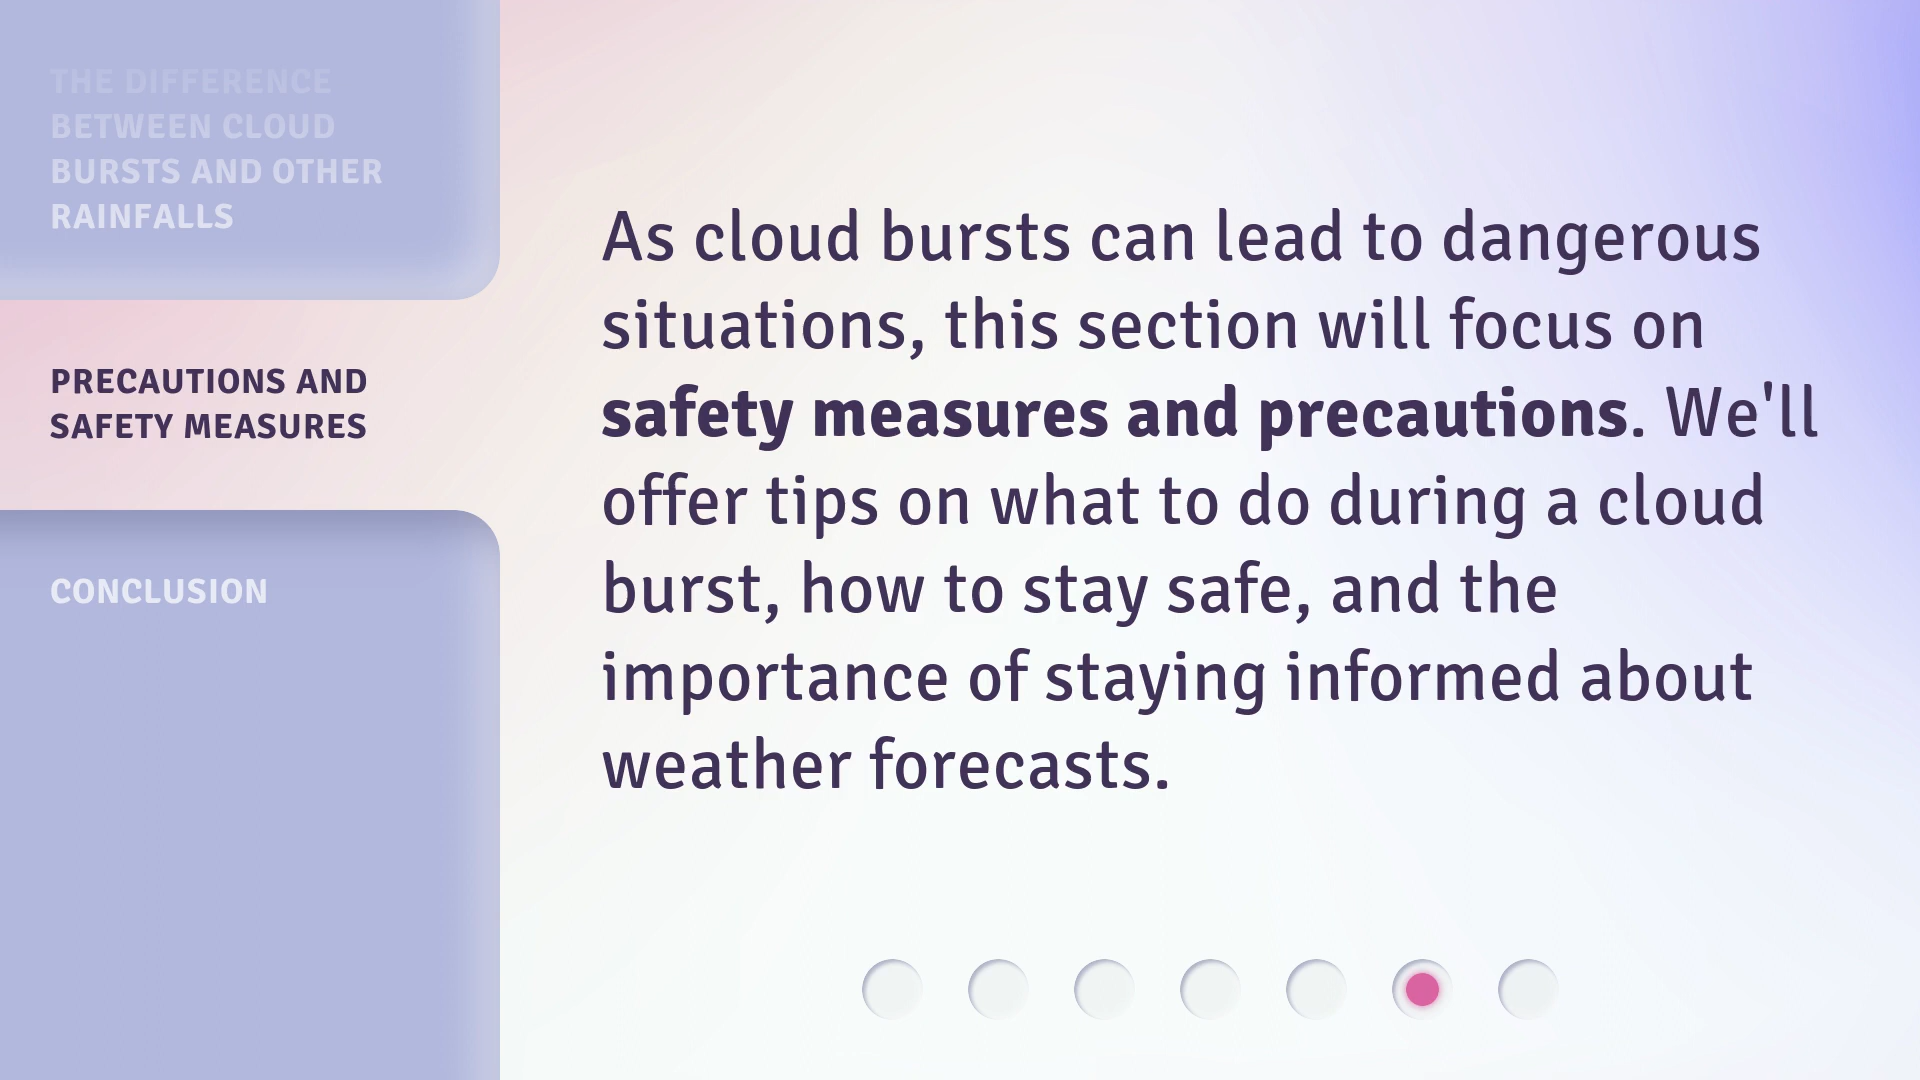 THE DIFFERENCE
BETWEEN CLOUD
BURSTS AND OTHER
RAINFALLS
PRECAUTIONS AND
SAFETY MEASURES
CONCLUSION
As cloud bursts can lead to dangerous
situations, this section will focus on
safety measures and precautions. We'll
offer tips on what to do during a cloud
burst, how to stay safe, and the
importance of staying informed about
weather forecasts.